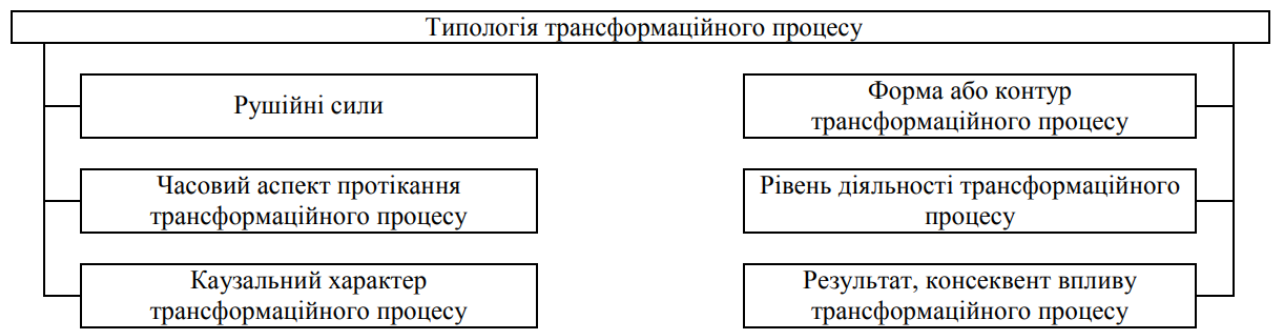 Типологія трансформаційного процесу
Рушійні сили
Форма або контур
трансформаційного процесу
Часовий аспект протікання
трансформаційного процесу
Рівень діяльності трансформаційного
процесу
Каузальний характер
трансформаційного процесу
Результат, консеквент впливу
трансформаційного процесу